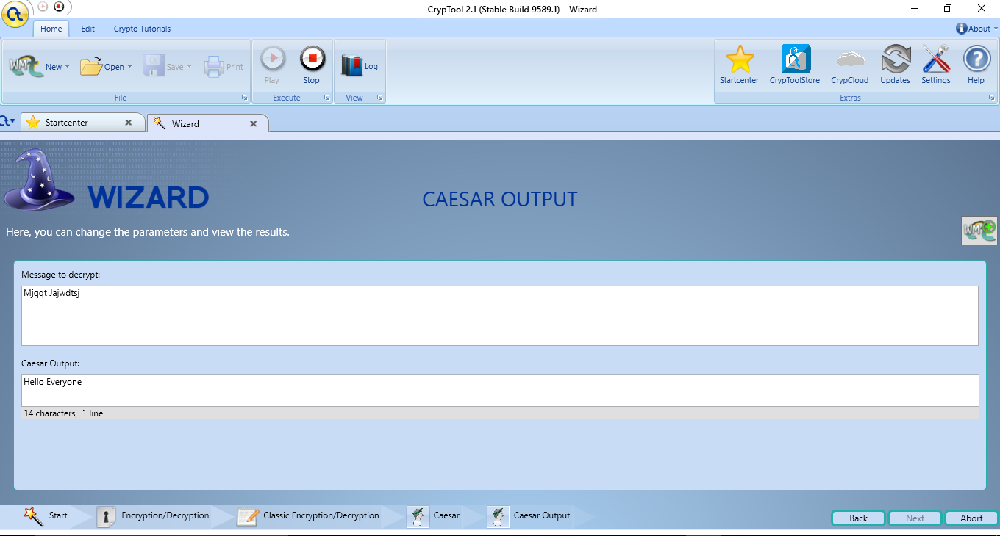 CrypTool 2.1 (Stable Build 9589.1) – Wizard
Home Edit Crypto Tutorials About
New Open Save Print Play Stop Log Startcenter CrypToolStore CrypCloud Updates Settings Help
File Execute View Extras
Startcenter Wizard
WIZARD
CAESAR OUTPUT
Here, you can change the parameters and view the results.
Message to decrypt:
Mjqqt Jajwdtsj
Caesar Output:
Hello Everyone
14 characters, 1 line
Start Encryption/Decryption Classic Encryption/Decryption Caesar Caesar Output Back Next Abort